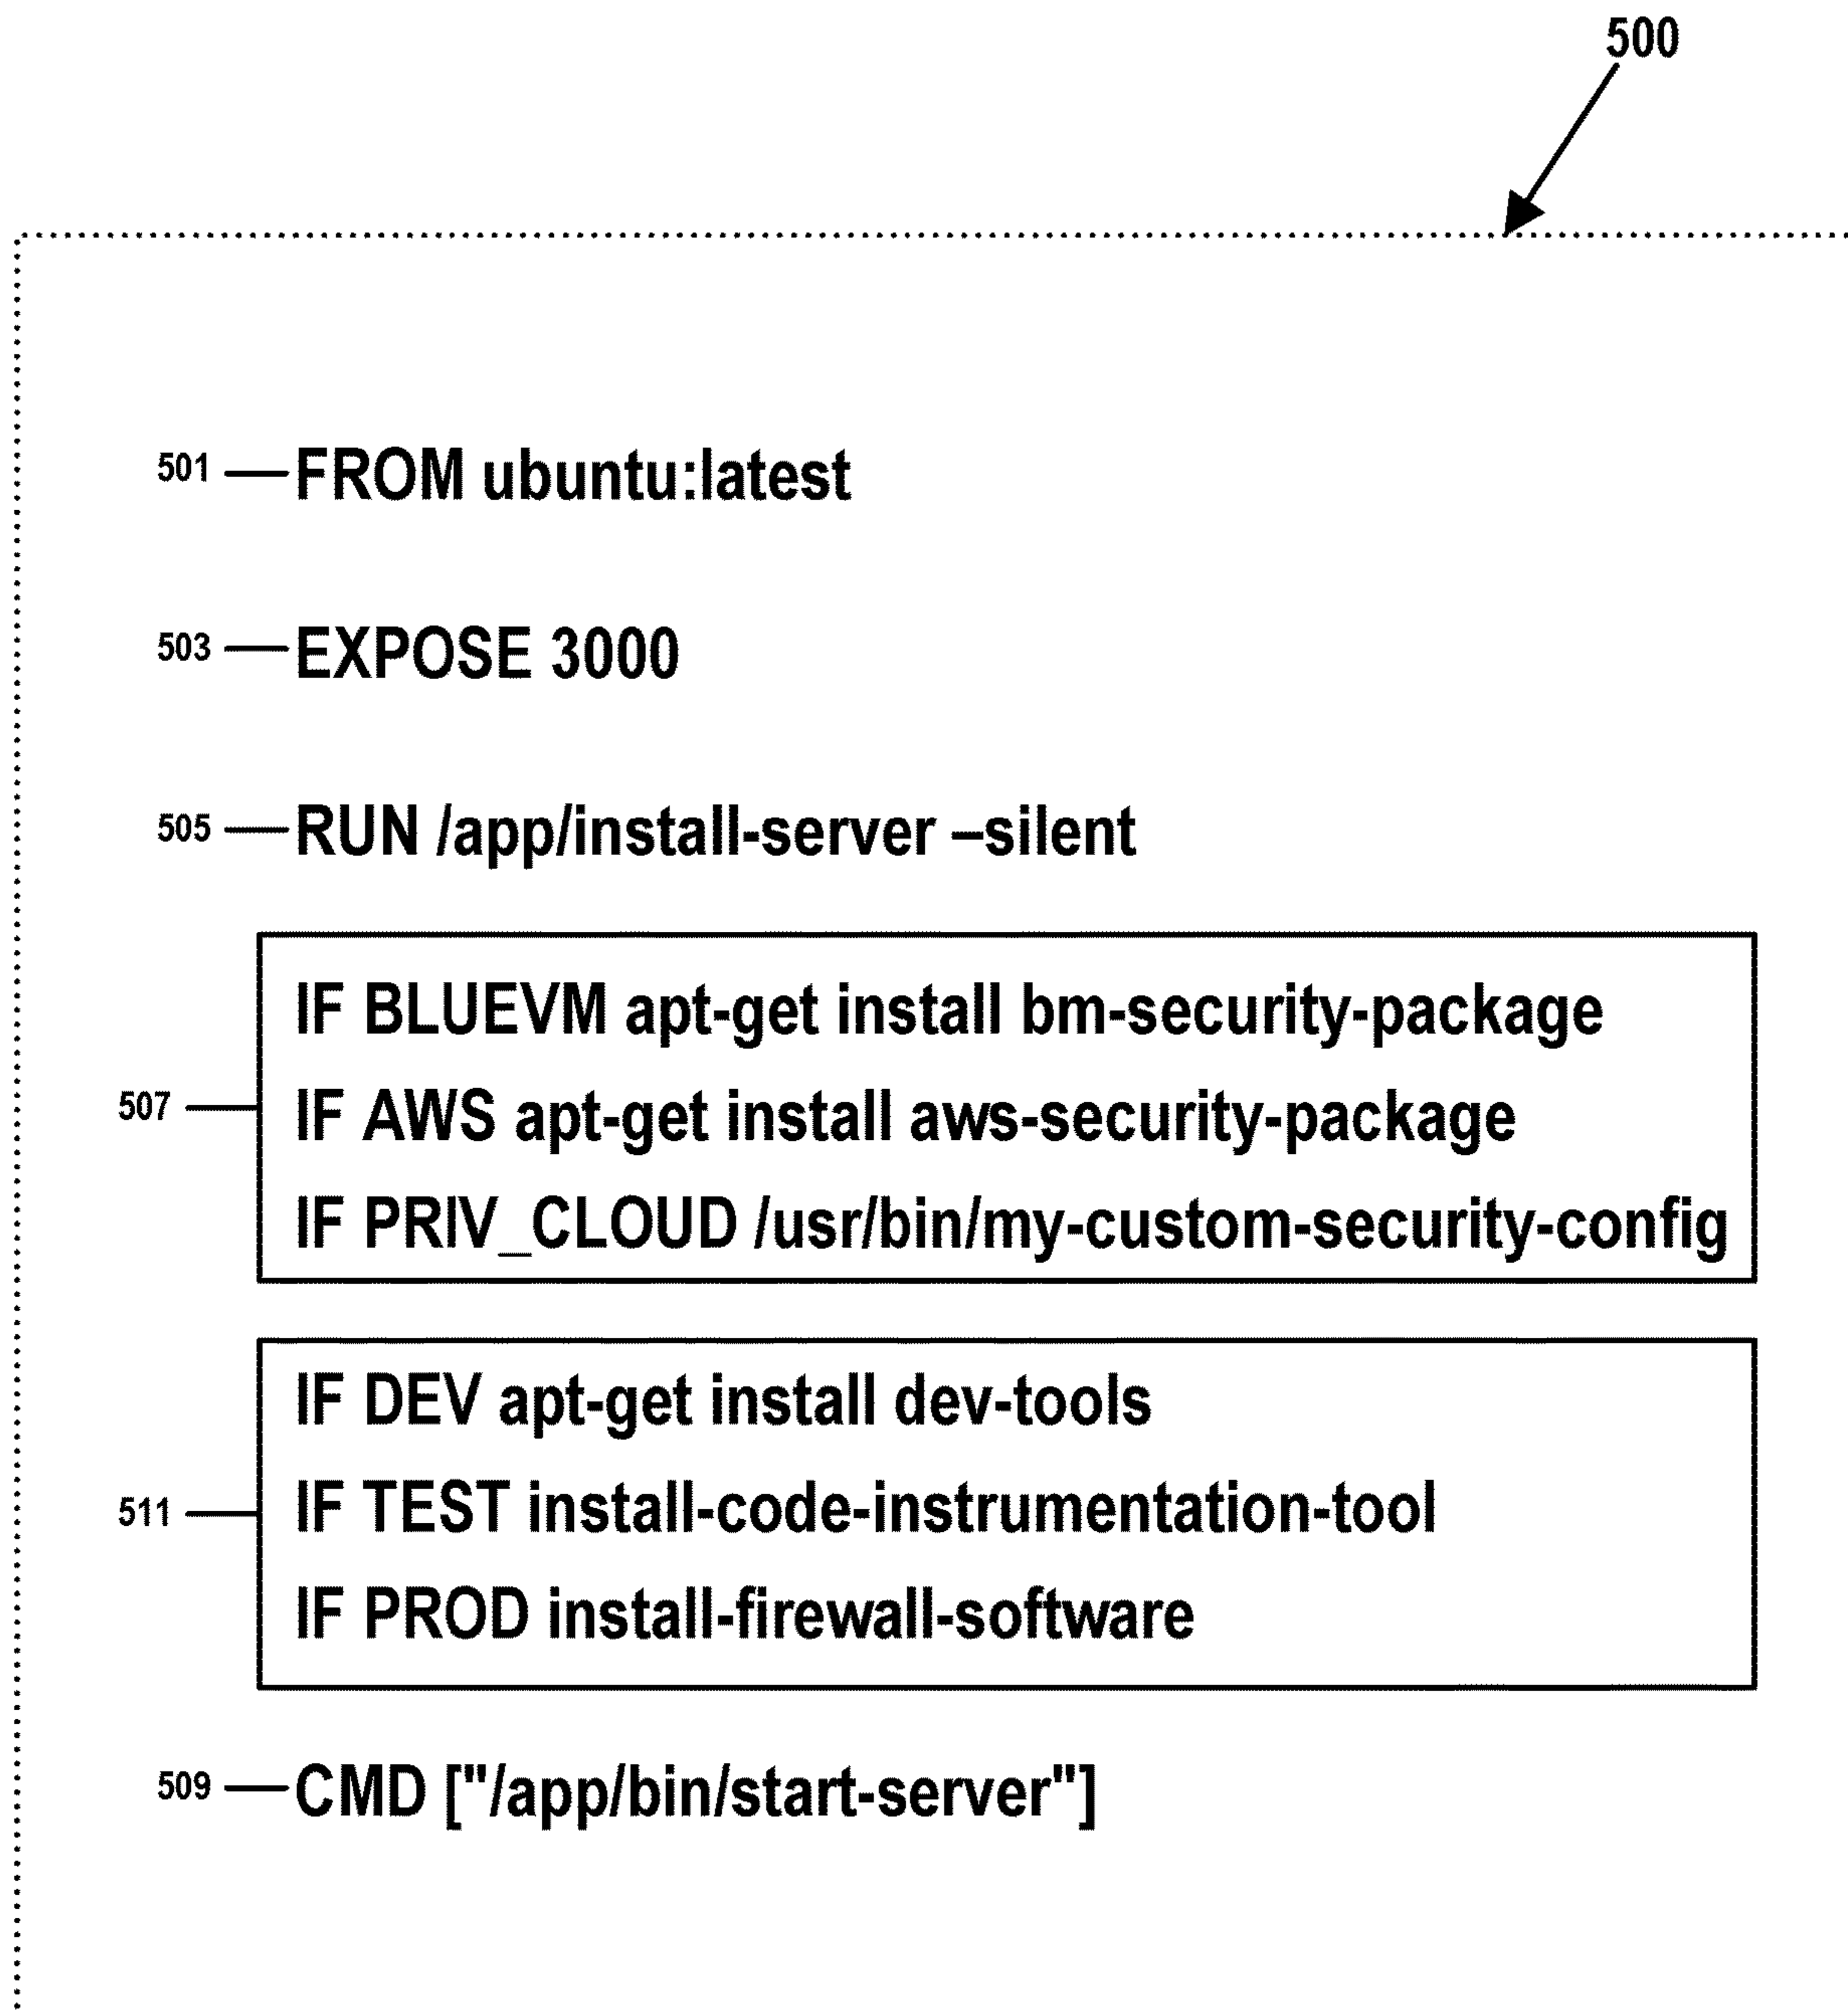 500
501 FROM ubuntu:latest
503 EXPOSE 3000
505 RUN /app/install-server –silent
IF BLUEVM apt-get install bm-security-package
507 IF AWS apt-get install aws-security-package
IF PRIV_CLOUD /usr/bin/my-custom-security-config
IF DEV apt-get install dev-tools
511 IF TEST install-code-instrumentation-tool
IF PROD install-firewall-software
509 CMD ["/app/bin/start-server"]